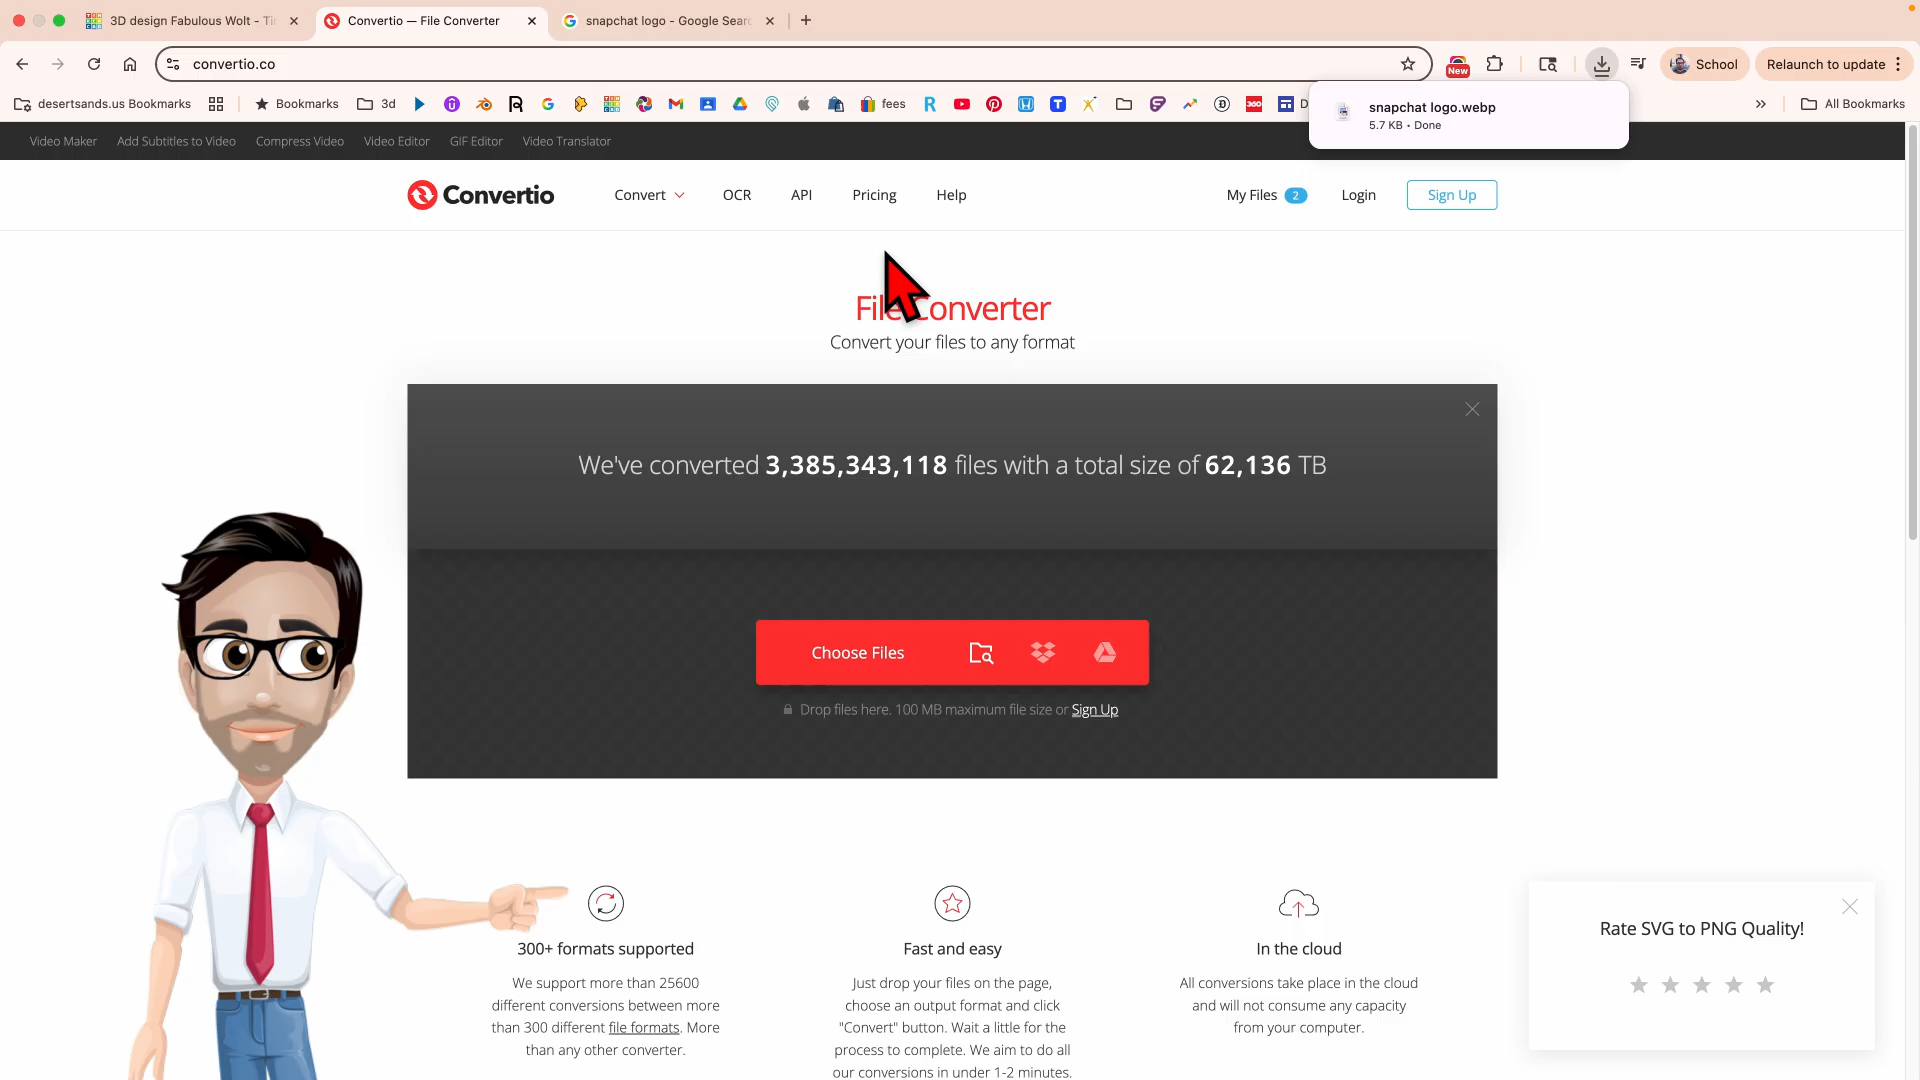 3D design Fabulous Wolt - Ti
Convertio — File Converter
snapchat logo - Google Sear
convertio.co
New
School
Relaunch to update
desertsands.us Bookmarks
Bookmarks
3d
fees
D
All Bookmarks
snapchat logo.webp
5.7 KB • Done
Video Maker
Add Subtitles to Video
Compress Video
Video Editor
GIF Editor
Video Translator
Convertio
Convert
OCR
API
Pricing
Help
My Files 2
Login
Sign Up
File Converter
Convert your files to any format
We've converted 3,385,343,118 files with a total size of 62,136 TB
Choose Files
Drop files here. 100 MB maximum file size or Sign Up
300+ formats supported
We support more than 25600
different conversions between more
than 300 different file formats. More
than any other converter.
Fast and easy
Just drop your files on the page,
choose an output format and click
"Convert" button. Wait a little for the
process to complete. We aim to do all
our conversions in under 1-2 minutes.
In the cloud
All conversions take place in the cloud
and will not consume any capacity
from your computer.
Rate SVG to PNG Quality!